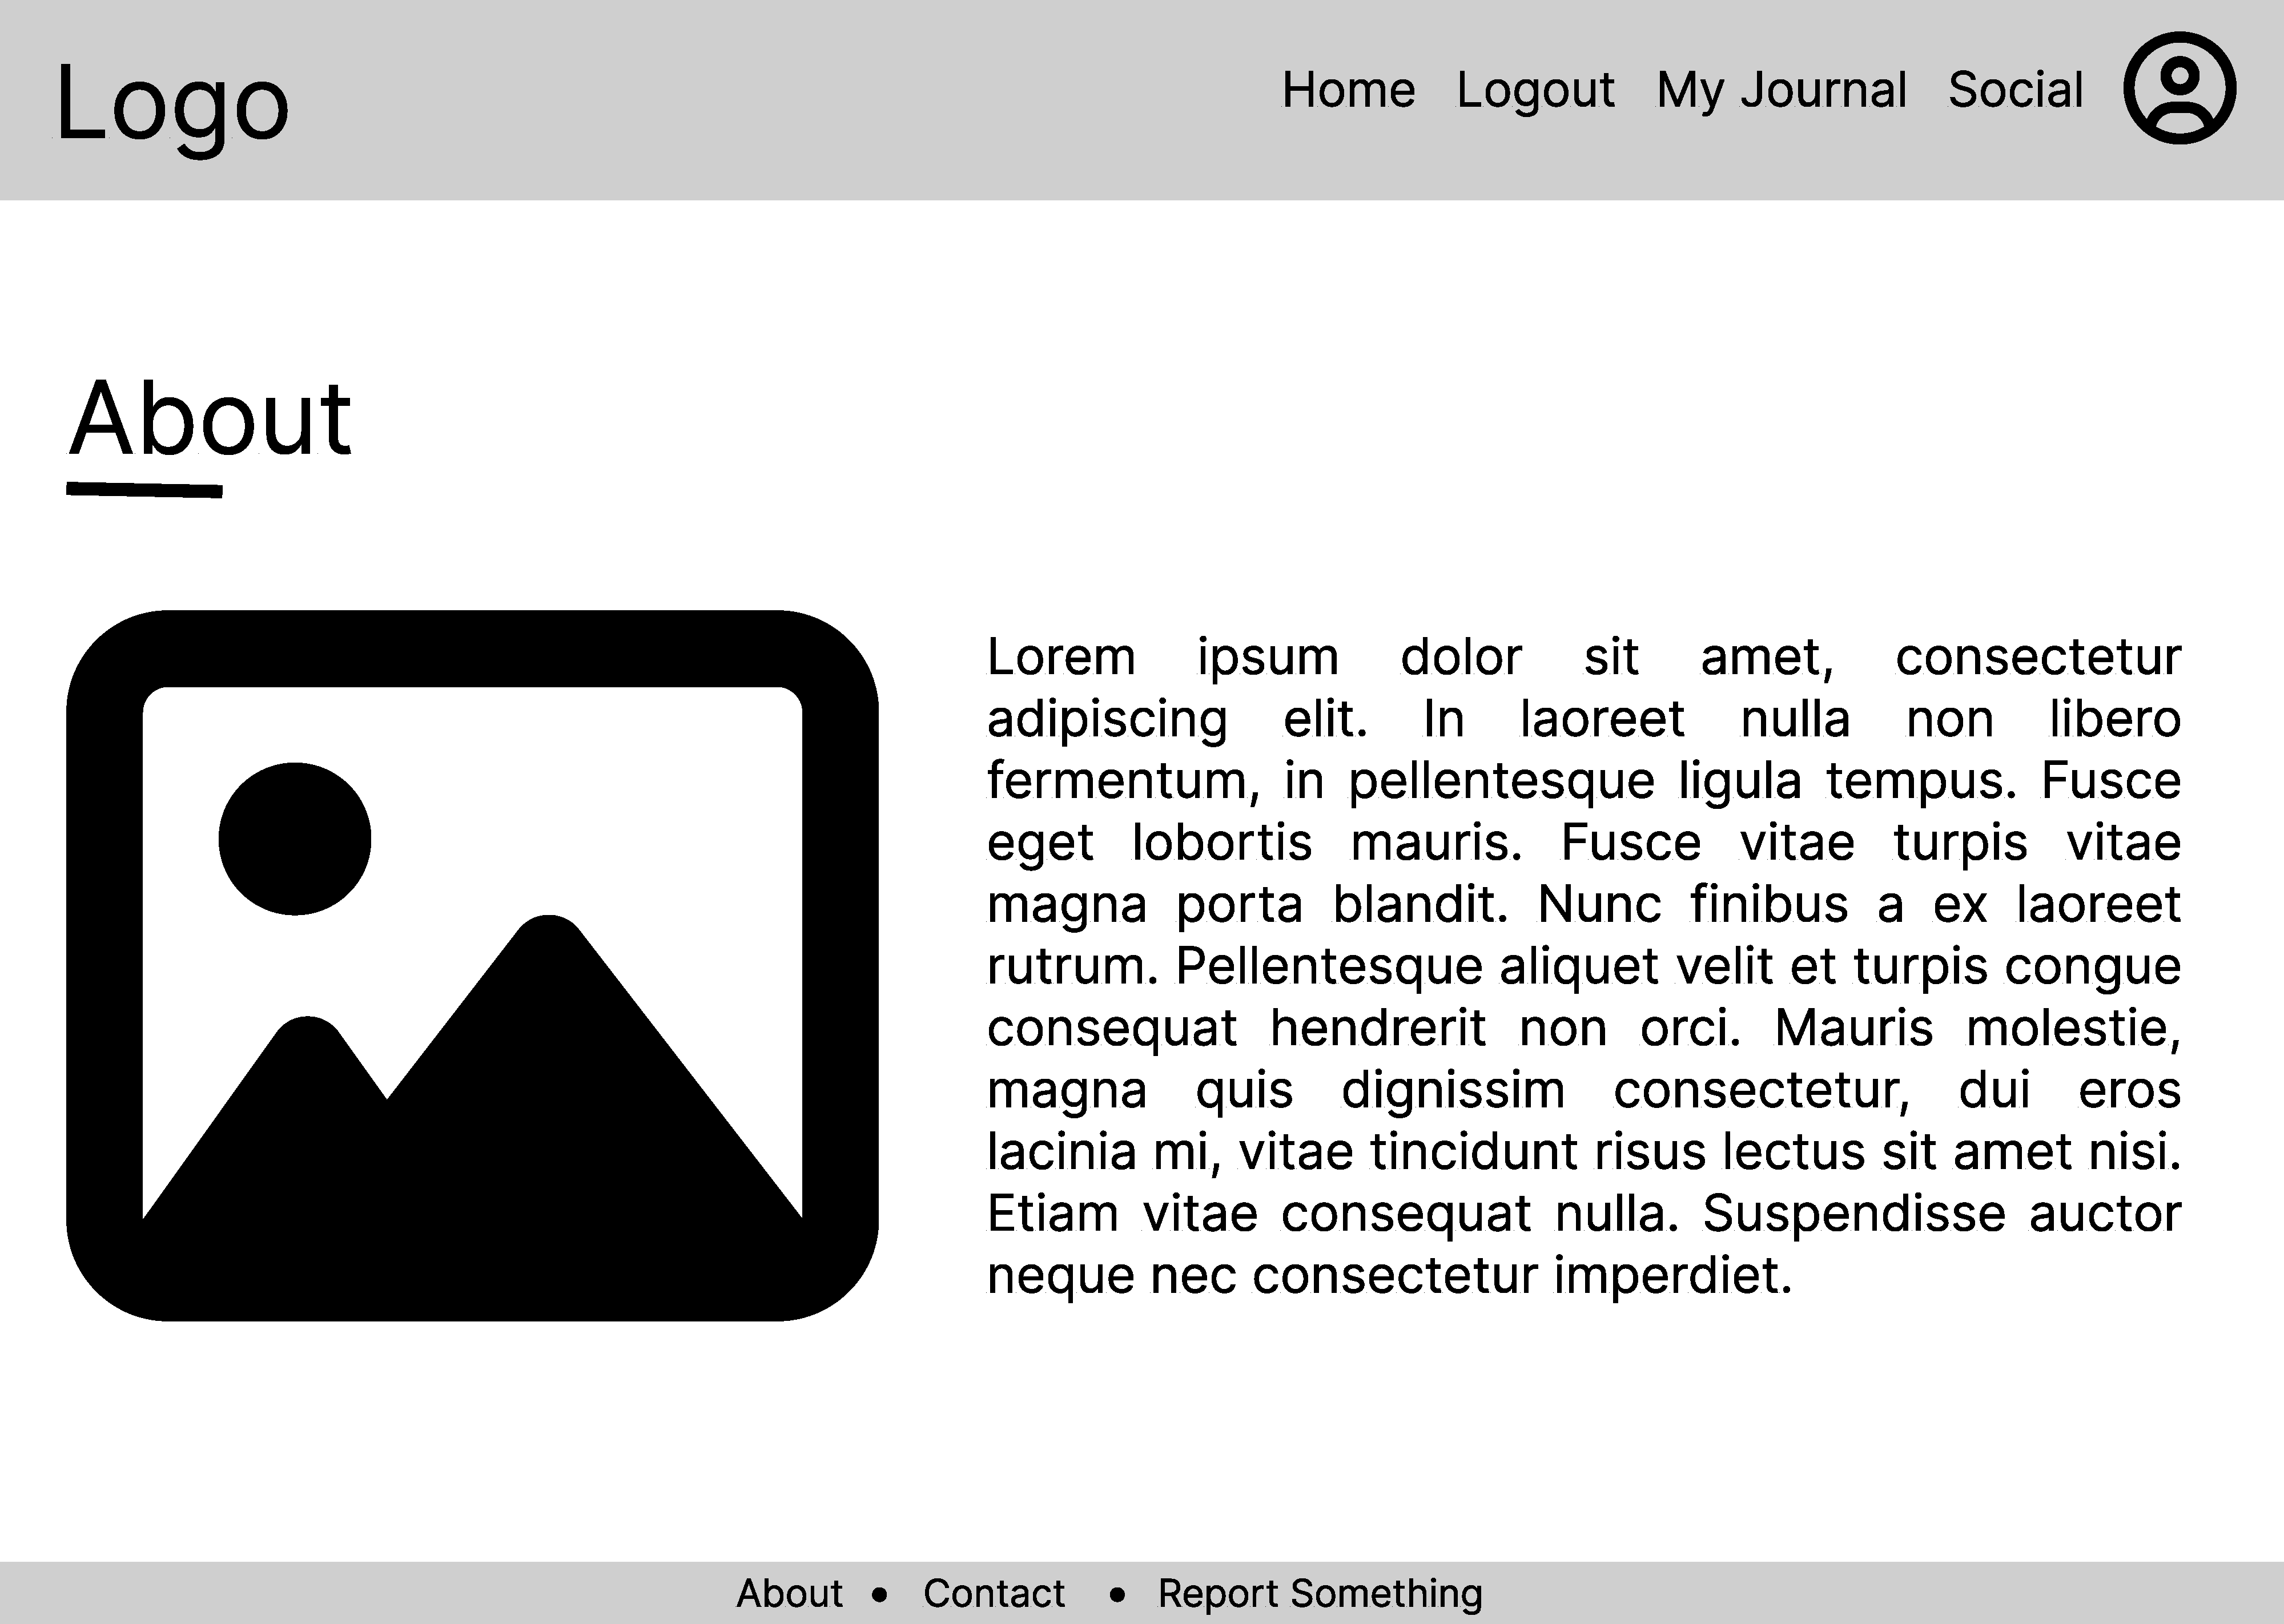 Logo
Home Logout My Journal Social
About
Lorem ipsum dolor sit amet, consectetur
adipiscing elit. In laoreet nulla non libero
fermentum, in pellentesque ligula tempus. Fusce
eget lobortis mauris. Fusce vitae turpis vitae
magna porta blandit. Nunc finibus a ex laoreet
rutrum. Pellentesque aliquet velit et turpis congue
consequat hendrerit non orci. Mauris molestie,
magna quis dignissim consectetur, dui eros
lacinia mi, vitae tincidunt risus lectus sit amet nisi.
Etiam vitae consequat nulla. Suspendisse auctor
neque nec consectetur imperdiet.
About • Contact • Report Something